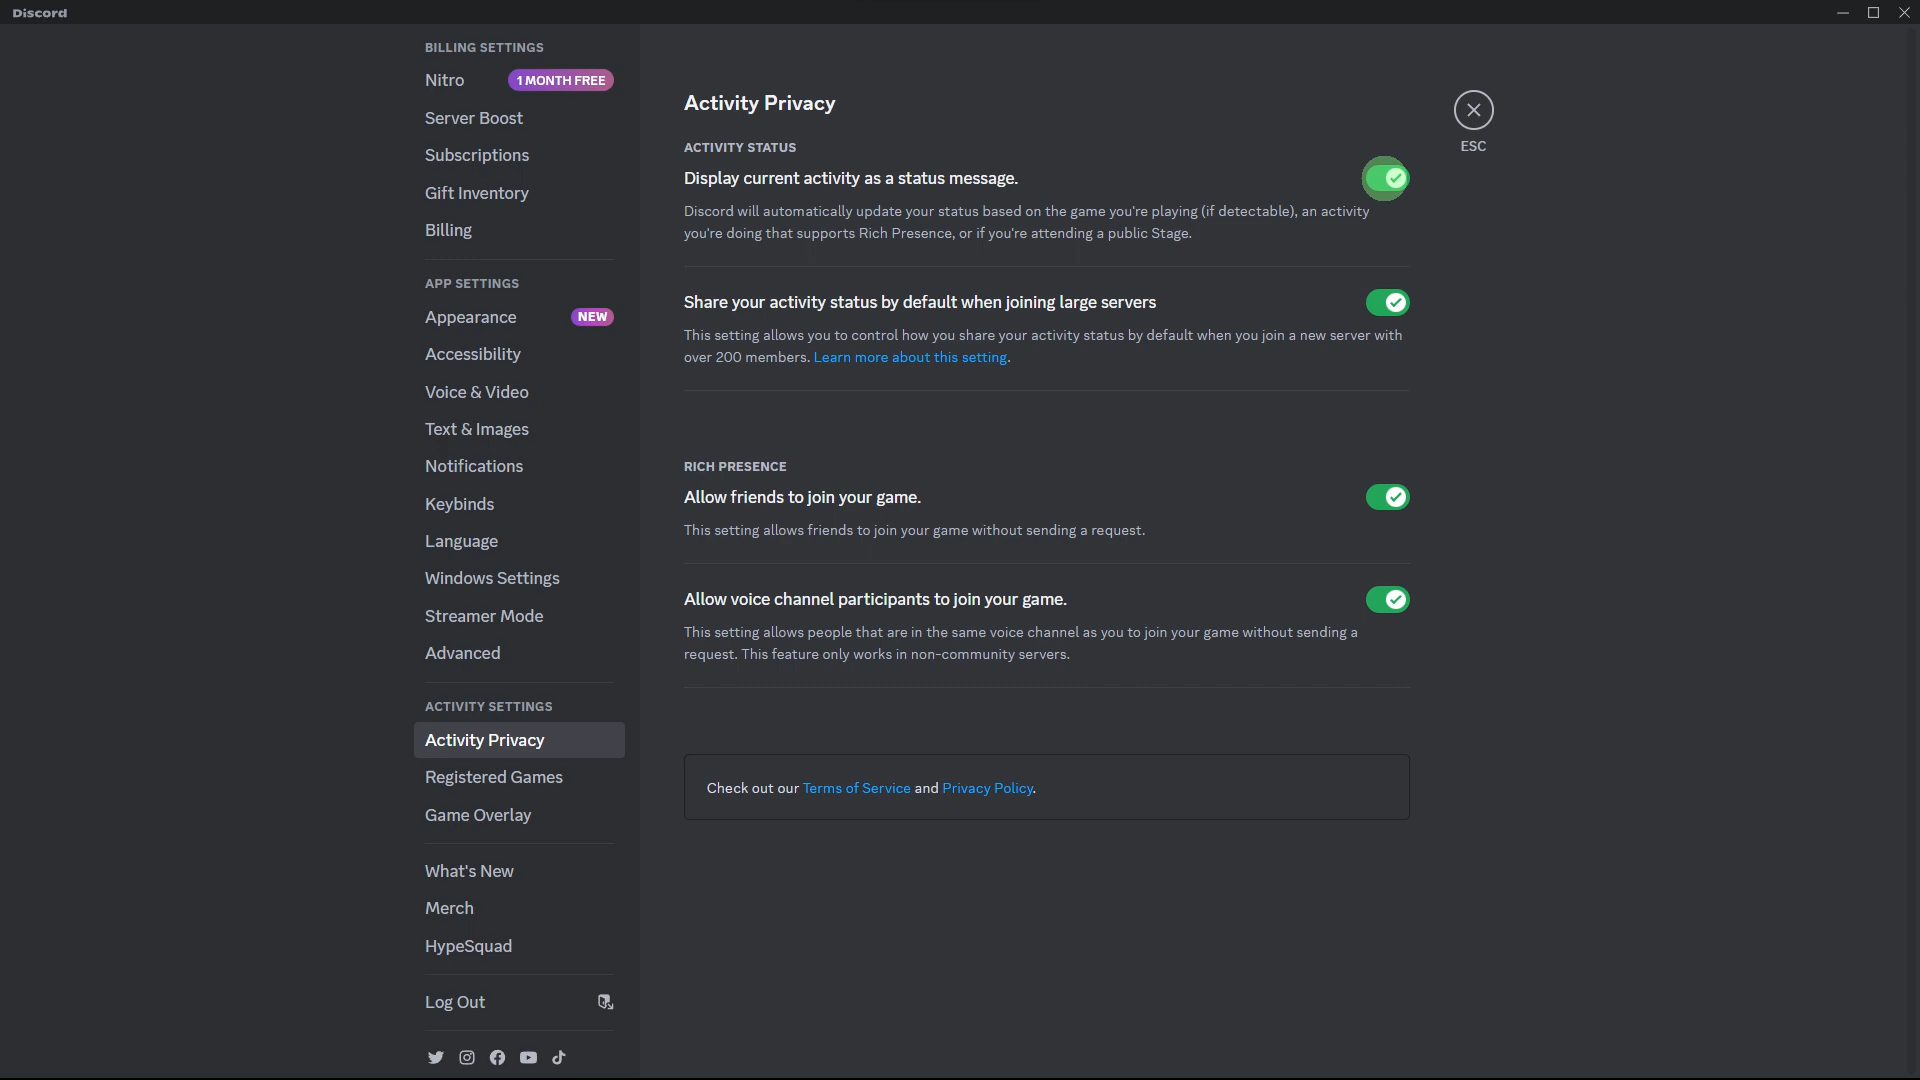 Discord
BILLING SETTINGS
Nitro
1 MONTH FREE
Server Boost
Subscriptions
Gift Inventory
Billing
APP SETTINGS
Appearance
NEW
Accessibility
Voice & Video
Text & Images
Notifications
Keybinds
Language
Windows Settings
Streamer Mode
Advanced
ACTIVITY SETTINGS
Activity Privacy
Registered Games
Game Overlay
What's New
Merch
HypeSquad
Log Out
Activity Privacy
ESC
ACTIVITY STATUS
Display current activity as a status message.
Discord will automatically update your status based on the game you're playing (if detectable), an activity
you're doing that supports Rich Presence, or if you're attending a public Stage.
Share your activity status by default when joining large servers
This setting allows you to control how you share your activity status by default when you join a new server with
over 200 members. Learn more about this setting.
RICH PRESENCE
Allow friends to join your game.
This setting allows friends to join your game without sending a request.
Allow voice channel participants to join your game.
This setting allows people that are in the same voice channel as you to join your game without sending a
request. This feature only works in non-community servers.
Check out our Terms of Service and Privacy Policy.